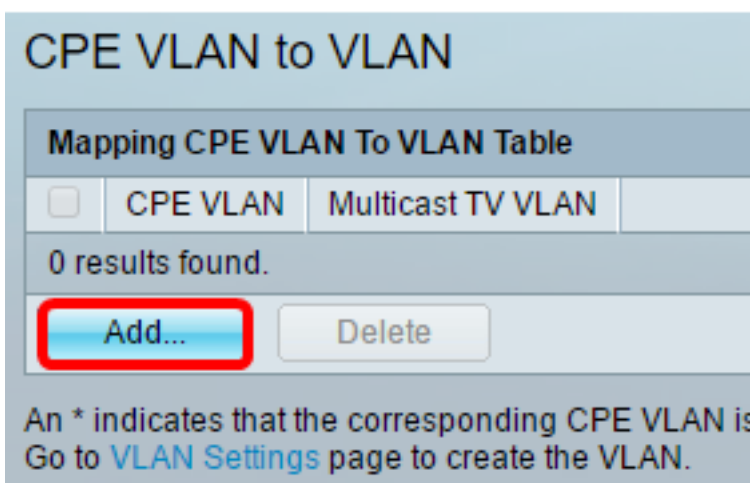 CPE VLAN to VLAN
Mapping CPE VLAN To VLAN Table
CPE VLAN Multicast TV VLAN
0 results found.
Add... Delete
An * indicates that the corresponding CPE VLAN is
Go to VLAN Settings page to create the VLAN.